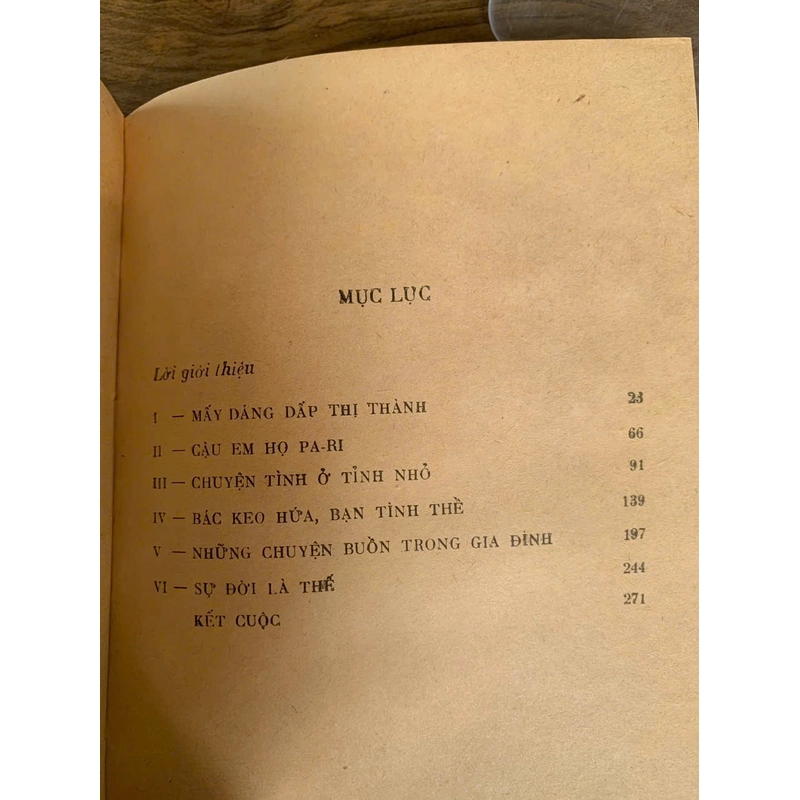 MỤC LỤC
Lời giới thiệu
I — MẤY DÁNG DẤP THỊ THÀNH 23
II — CẬU EM HỌ PA-RI 66
III — CHUYỆN TÌNH Ở TỈNH NHỎ 91
IV — BÁC KEO HỨA, BẠN TÌNH THỀ 139
V — NHỮNG CHUYỆN BUỒN TRONG GIA ĐÌNH 197
VI — SỰ ĐỜI LÀ THẾ 244
KẾT CUỘC 271